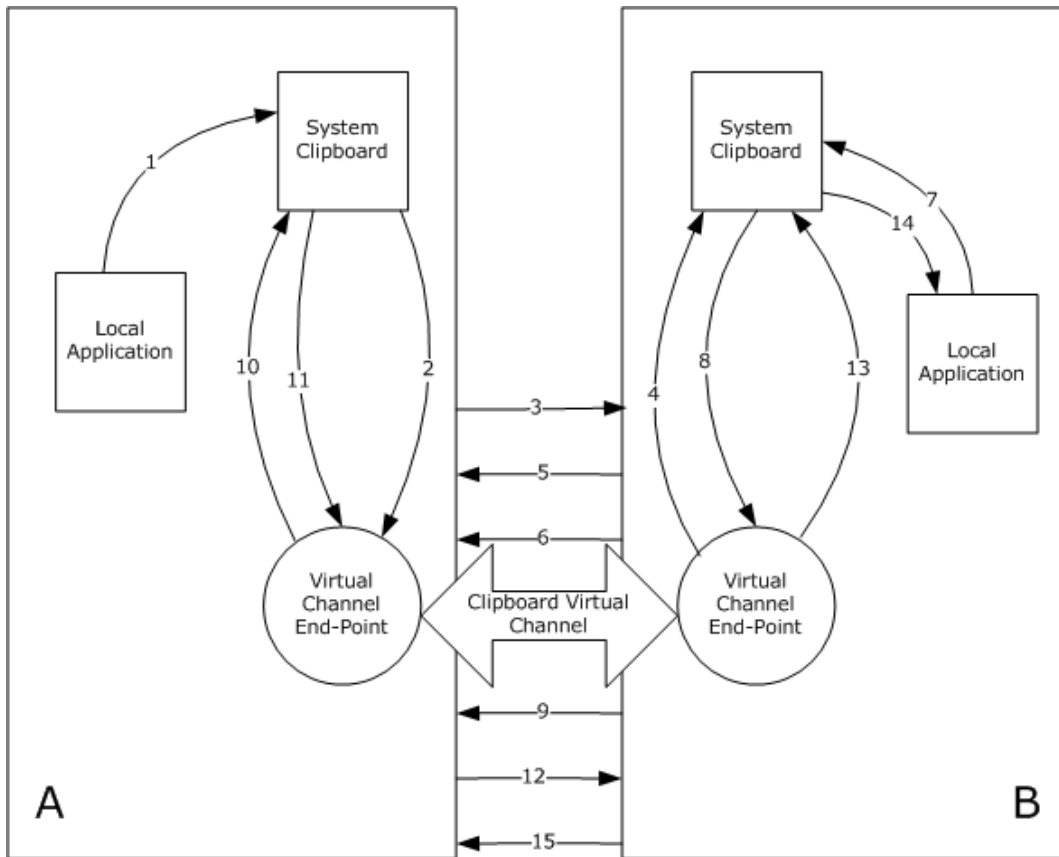 System
Clipboard
System
Clipboard
1
7
14
Local
Application
Local
Application
10
11
2
4
8
13
3
5
6
Virtual
Channel
End-Point
Clipboard Virtual
Channel
Virtual
Channel
End-Point
9
12
15
A
B